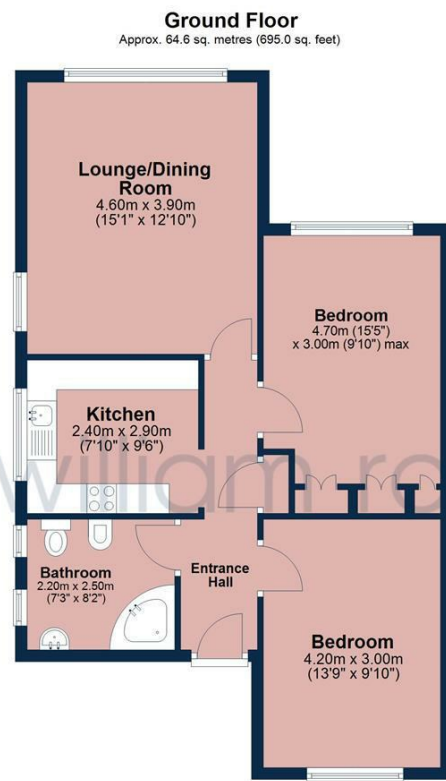 Ground Floor
Approx. 64.6 sq. metres (695.0 sq. feet)
Lounge/Dining
Room
4.60m x 3.90m
(15'1" x 12'10")
Bedroom
4.70m (15'5")
x 3.00m (9'10") max
Kitchen
2.40m x 2.90m
(7'10" x 9'6")
william ro
Bathroom
2.20m x 2.50m
(7'3" x 8'2")
Entrance
Hall
Bedroom
4.20m x 3.00m
(13'9" x 9'10")